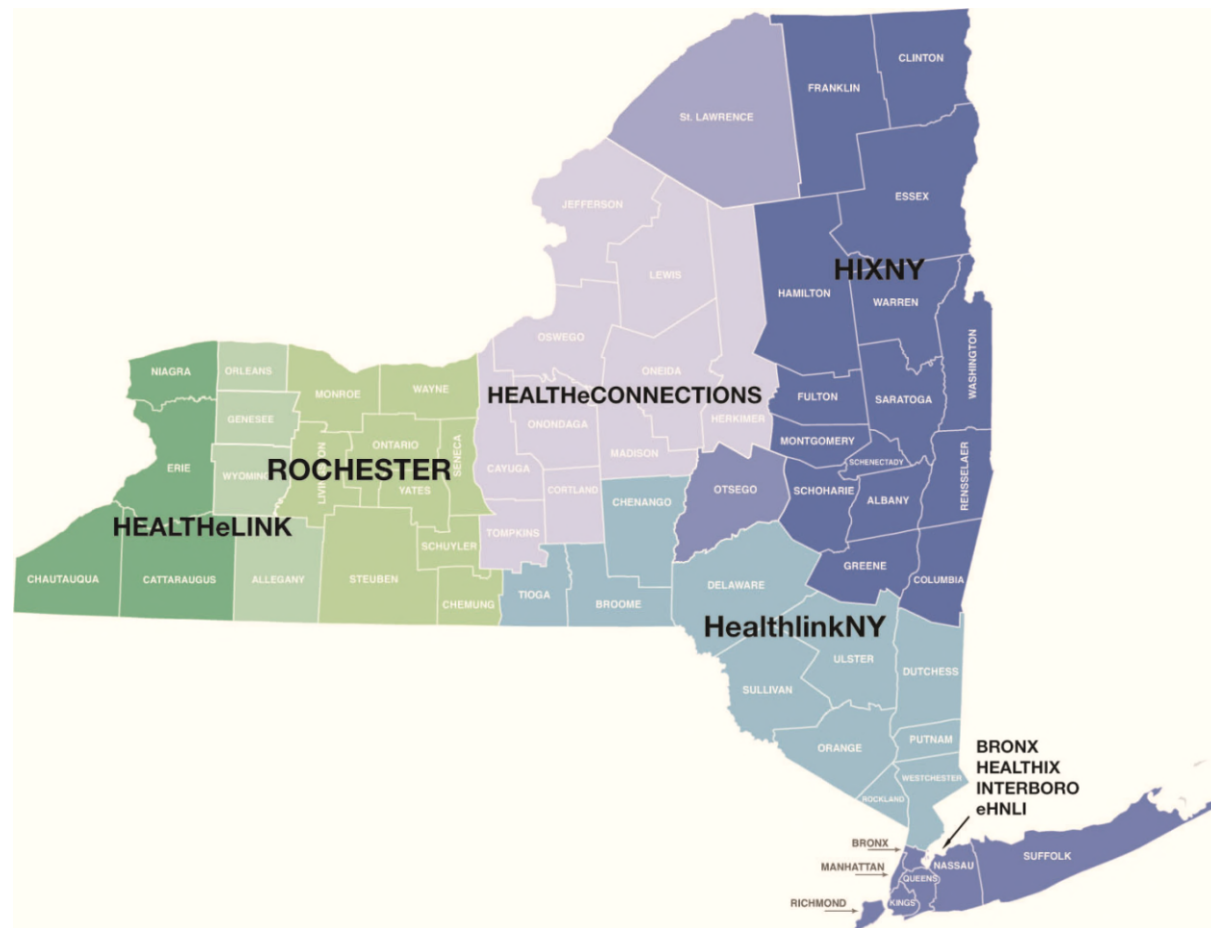 CLINTON
FRANKLIN
St. LAWRENCE
ESSEX
JEFFERSON
LEWIS
HIXNY
HAMILTON
WARREN
OSWEGO
ONEIDA
WASHINGTON
NIAGRA
ORLEANS
MONROE
WAYNE
HEALTHeCONNECTIONS
FULTON
SARATOGA
GENESEE
ONTARIO
SENECA
ONONDAGA
HERKIMER
MONTGOMERY
MADISON
SCHENECTADY
ERIE
WYOMING
ROCHESTER
LIVINGSTON
YATES
CAYUGA
CORTLAND
CHENANGO
OTSEGO
SCHOHARIE
ALBANY
RENSSELAER
HEALTHeLINK
TOMPKINS
SCHUYLER
GREENE
COLUMBIA
CHAUTAUQUA
CATTARAUGUS
ALLEGANY
STEUBEN
CHEMUNG
TIOGA
BROOME
DELAWARE
HealthlinkNY
ULSTER
DUTCHESS
SULLIVAN
ORANGE
PUTNAM
BRONX
HEALTHIX
INTERBORO
eHNLI
WESTCHESTER
ROCKLAND
BRONX
MANHATTAN
QUEENS
NASSAU
SUFFOLK
RICHMOND
KINGS